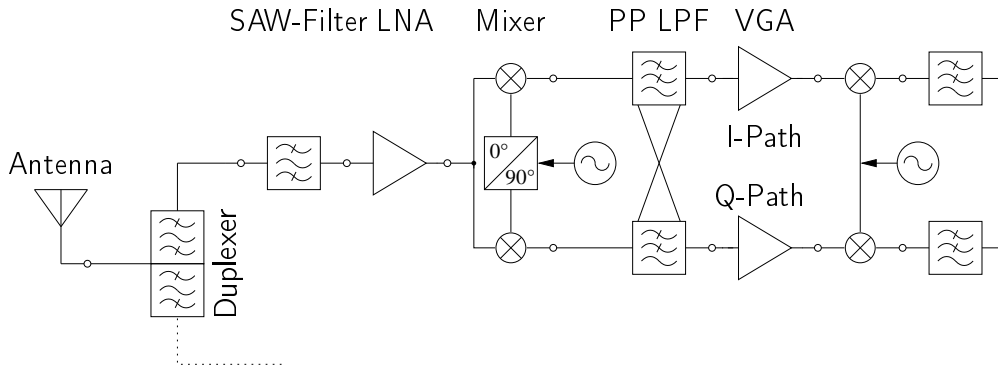 SAW-Filter LNA Mixer PP LPF VGA
I-Path
0°
90°
Antenna
Q-Path
Duplexer